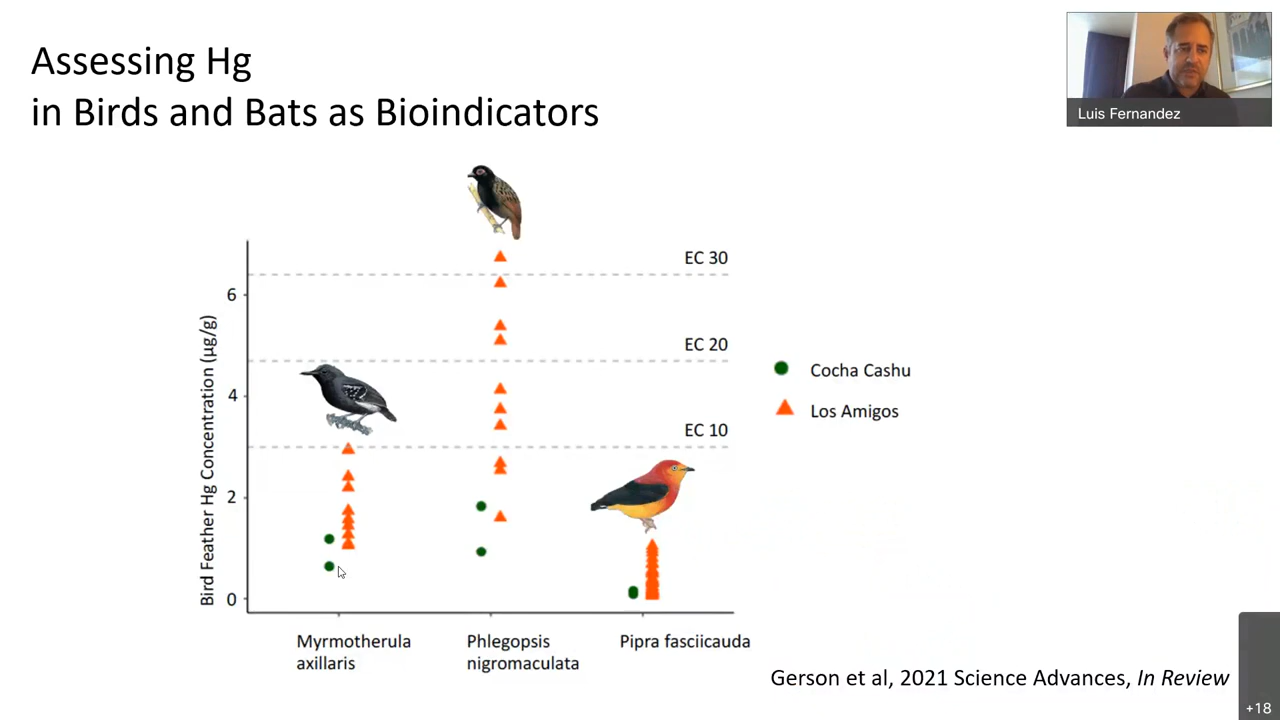 Assessing Hg
in Birds and Bats as Bioindicators
Luis Fernandez
EC 30
EC 20
EC 10
Bird Feather Hg Concentration (µg/g)
6
4
2
0
Cocha Cashu
Los Amigos
Myrmotherula
axillaris
Phlegopsis
nigromaculata
Pipra fasciicauda
Gerson et al, 2021 Science Advances, In Review
+18